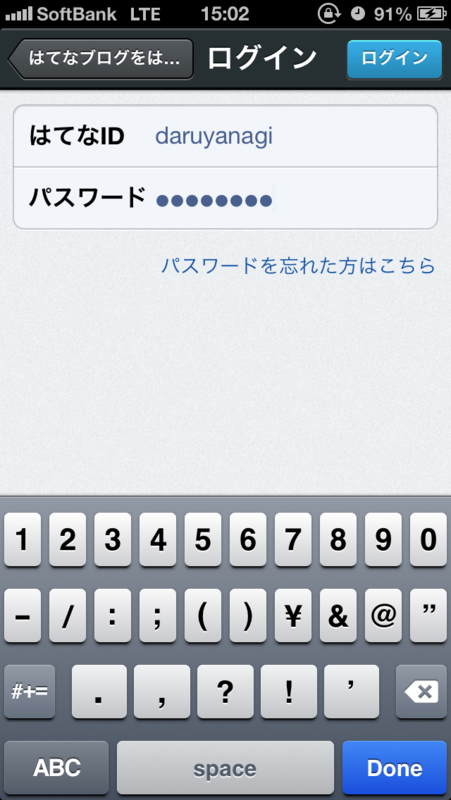 SoftBank LTE 15:02 91%
はてなブログをは... ログイン ログイン
はてなID daruyanagi
パスワード ●●●●●●●●
パスワードを忘れた方はこちら
1 2 3 4 5 6 7 8 9 0
- / : ; ( ) ¥ & @ ”
#+= . , ? ! ’
ABC space Done